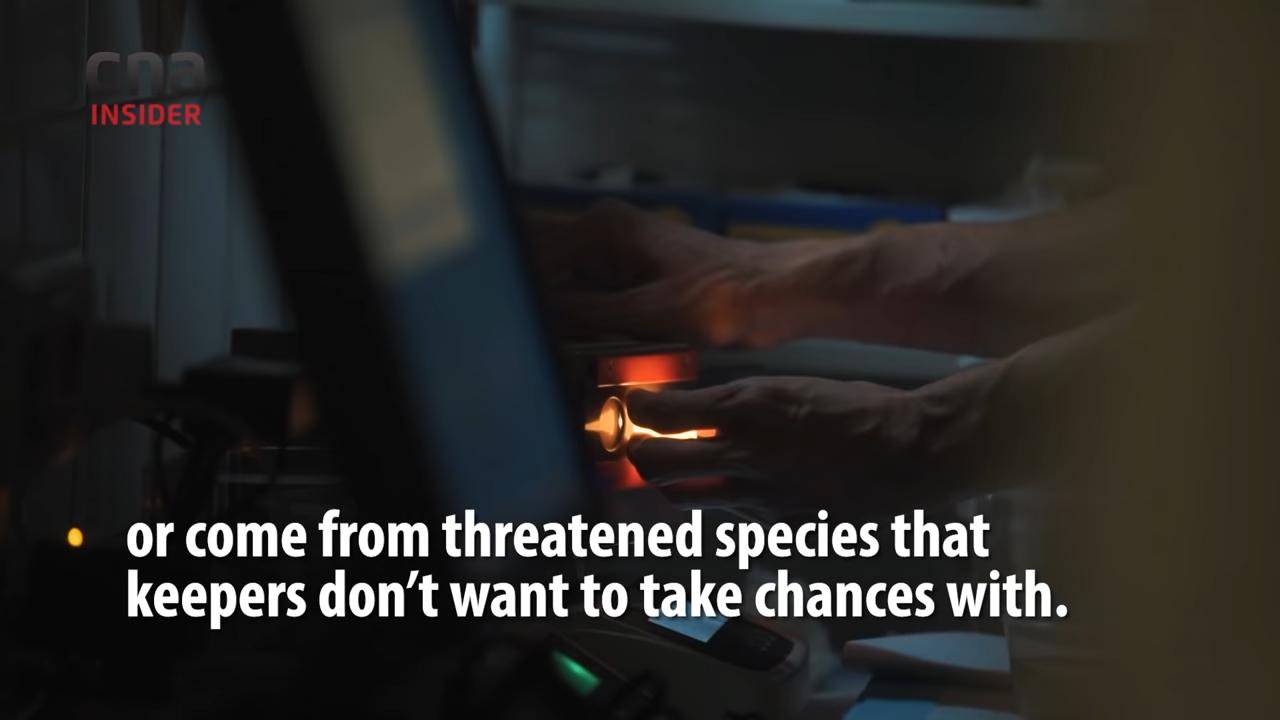 cna
INSIDER
or come from threatened species that
keepers don’t want to take chances with.